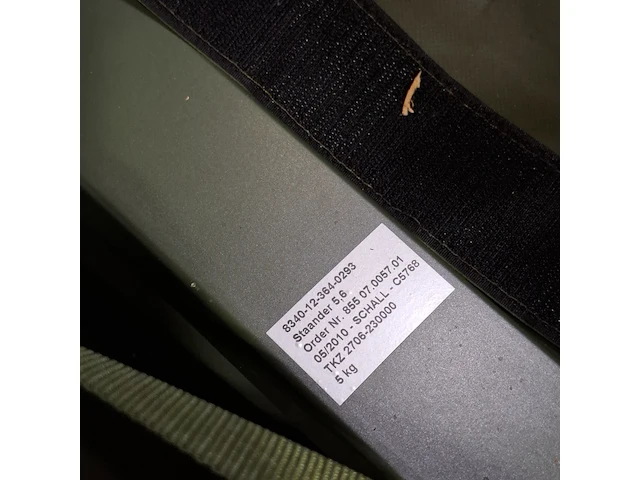 8340-12-364-0293
Staander 5,6
Order Nr. 855 07.0057.01
05/2010 - SCHALL - C5768
TKZ 2706-230000
5 kg